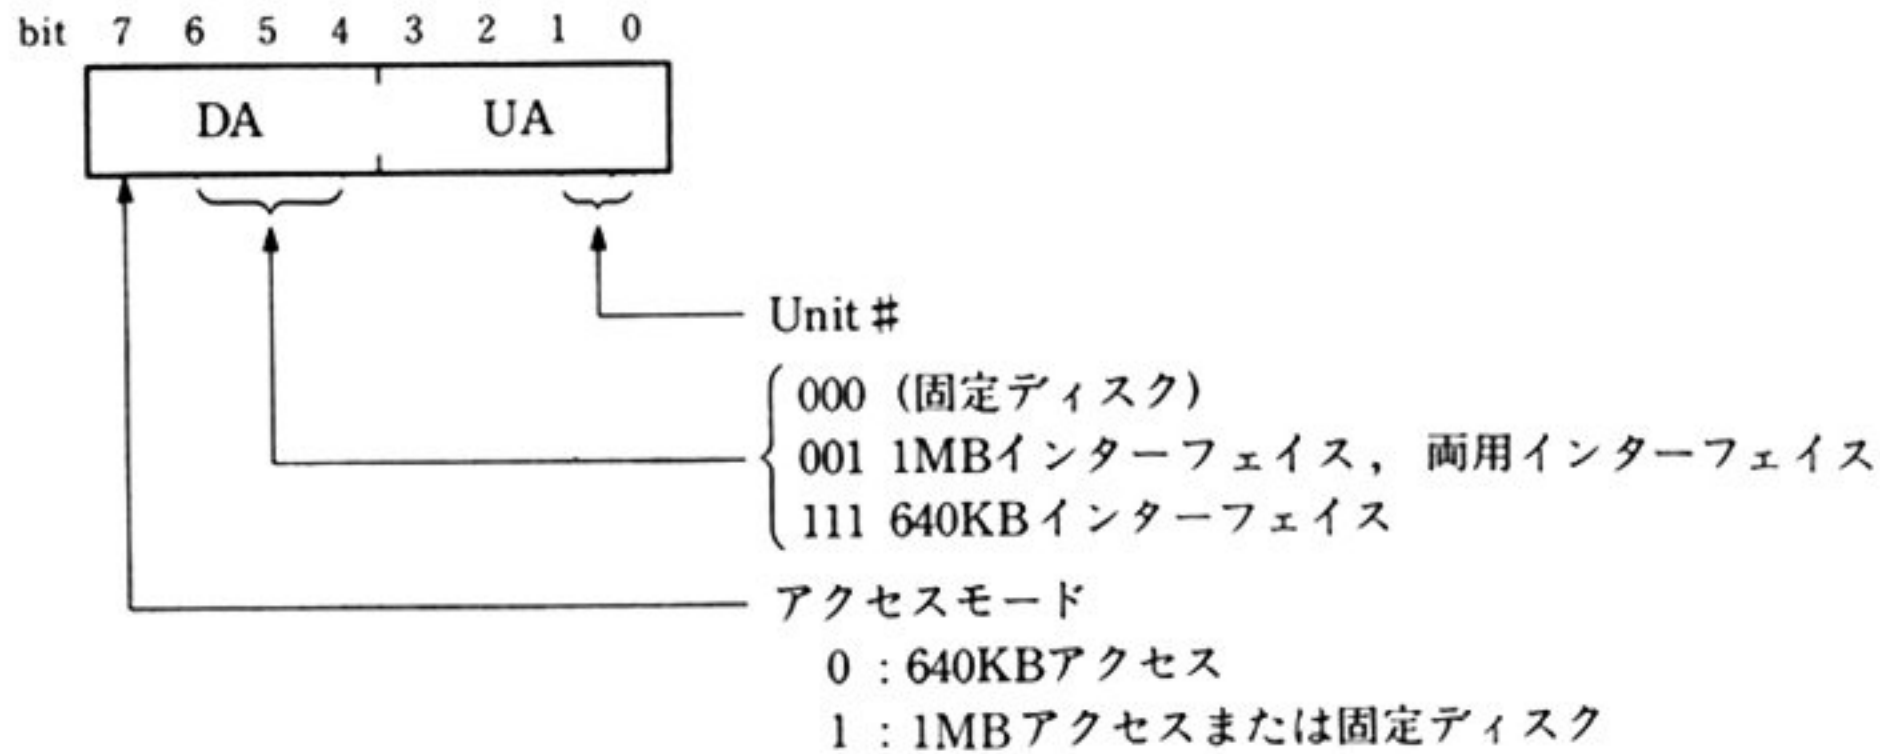 bit 7 6 5 4 3 2 1 0
DA UA
Unit #
000 (固定ディスク)
001 1MBインターフェイス, 両用インターフェイス
111 640KBインターフェイス
アクセスモード
0 : 640KBアクセス
1 : 1MBアクセスまたは固定ディスク